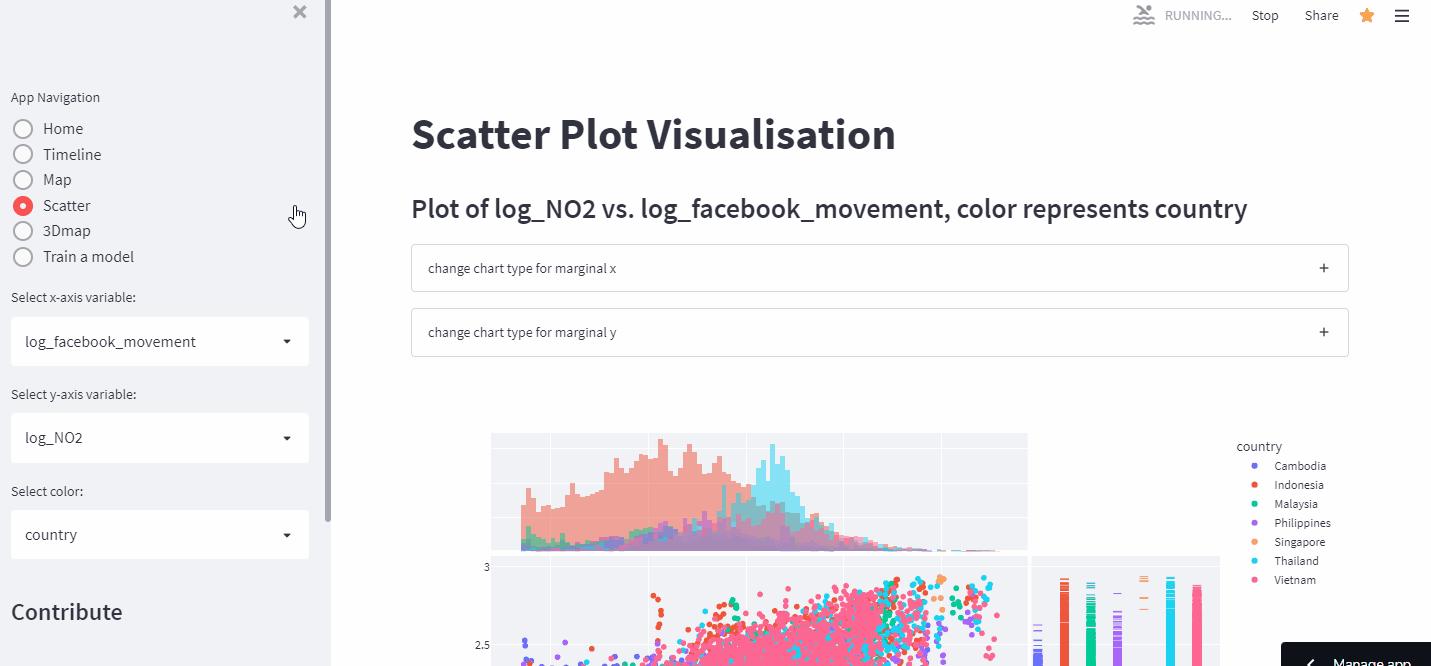 RUNNING...
Stop
Share
App Navigation
Home
Timeline
Map
Scatter
3Dmap
Train a model
Select x-axis variable:
log_facebook_movement
Select y-axis variable:
log_NO2
Select color:
country
Contribute
Scatter Plot Visualisation
Plot of log_NO2 vs. log_facebook_movement, color represents country
change chart type for marginal x
change chart type for marginal y
country
Cambodia
Indonesia
Malaysia
Philippines
Singapore
Thailand
Vietnam
3
2.5
Manage app